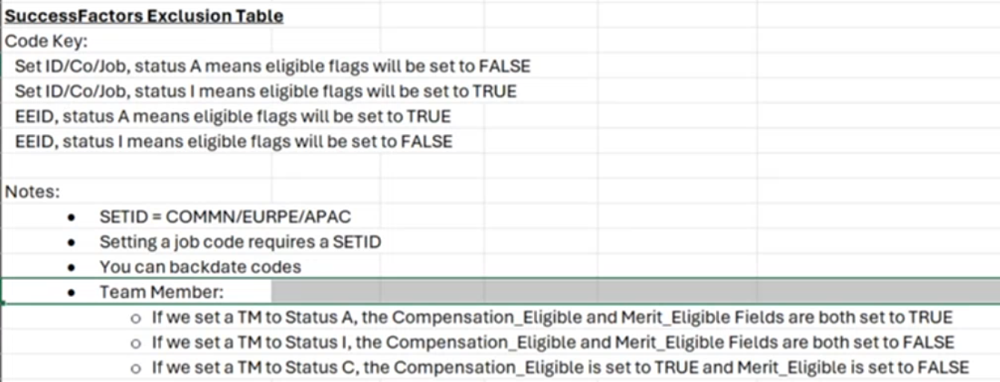 SuccessFactors Exclusion Table
Code Key:
Set ID/Co/Job, status A means eligible flags will be set to FALSE
Set ID/Co/Job, status I means eligible flags will be set to TRUE
EEID, status A means eligible flags will be set to TRUE
EEID, status I means eligible flags will be set to FALSE
Notes:
• SETID = COMMN/EURPE/APAC
• Setting a job code requires a SETID
• You can backdate codes
• Team Member:
o If we set a TM to Status A, the Compensation_Eligible and Merit_Eligible Fields are both set to TRUE
o If we set a TM to Status I, the Compensation_Eligible and Merit_Eligible Fields are both set to FALSE
o If we set a TM to Status C, the Compensation_Eligible is set to TRUE and Merit_Eligible is set to FALSE